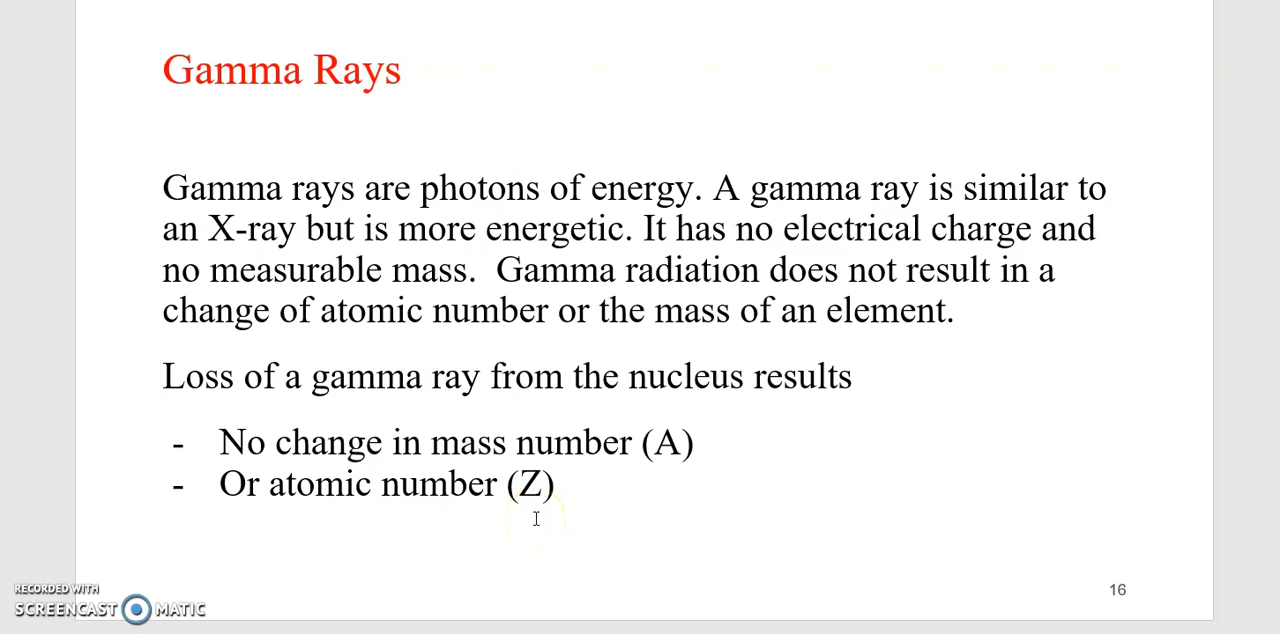 Gamma Rays
Gamma rays are photons of energy. A gamma ray is similar to
an X-ray but is more energetic. It has no electrical charge and
no measurable mass.  Gamma radiation does not result in a
change of atomic number or the mass of an element.
Loss of a gamma ray from the nucleus results
- No change in mass number (A)
- Or atomic number (Z)
16
RECORDED WITH
SCREENCAST MATIC